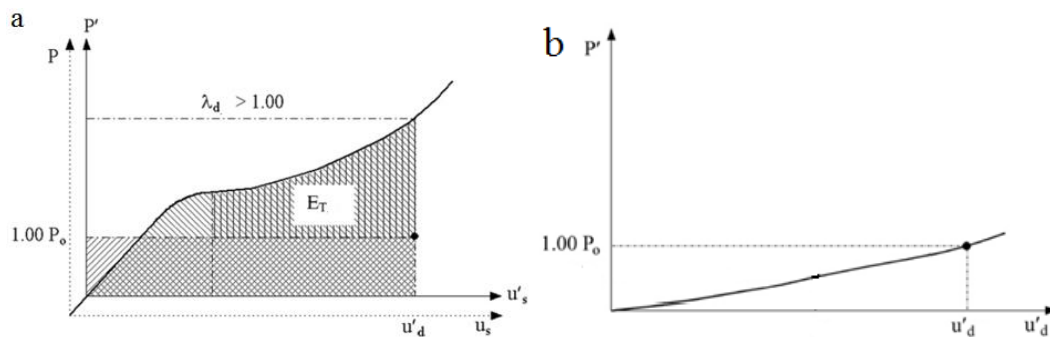 a
P P'
λd > 1.00
ET
1.00 Po
u's
u'd us
b
P'
1.00 Po
u'd u'd